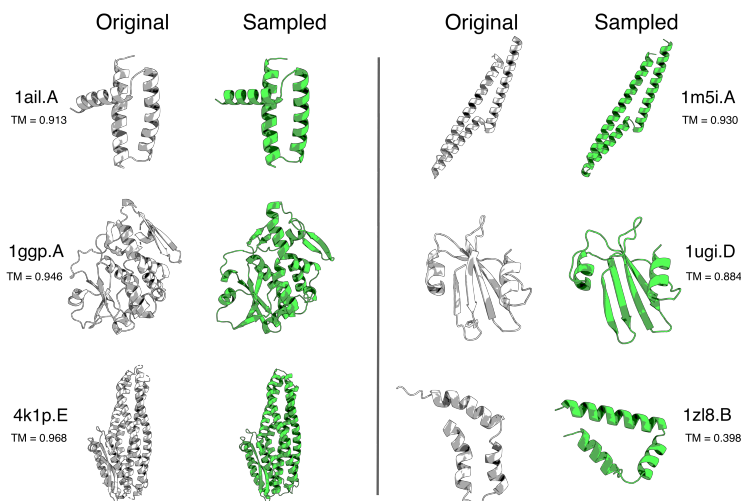 Original Sampled
1ail.A
TM = 0.913
1ggp.A
TM = 0.946
4k1p.E
TM = 0.968
Original Sampled
1m5i.A
TM = 0.930
1ugi.D
TM = 0.884
1zl8.B
TM = 0.398